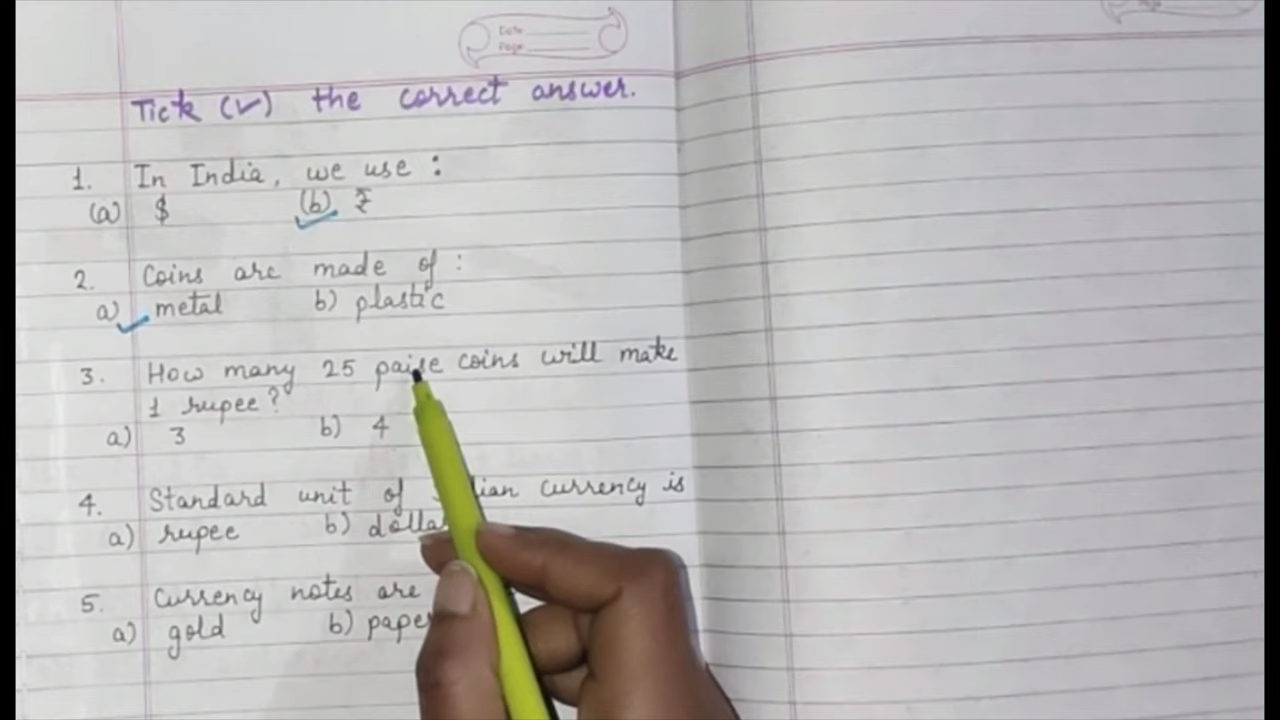 Date
Page
Tick (✓) the correct answer.
1. In India, we use :
(a) $ (b) ₹
2. Coins are made of :
a) metal b) plastic
3. How many 25 paise coins will make
1 rupee?
a) 3 b) 4
4. Standard unit of currency is
a) rupee b)
5. Currency notes are
a) gold b)